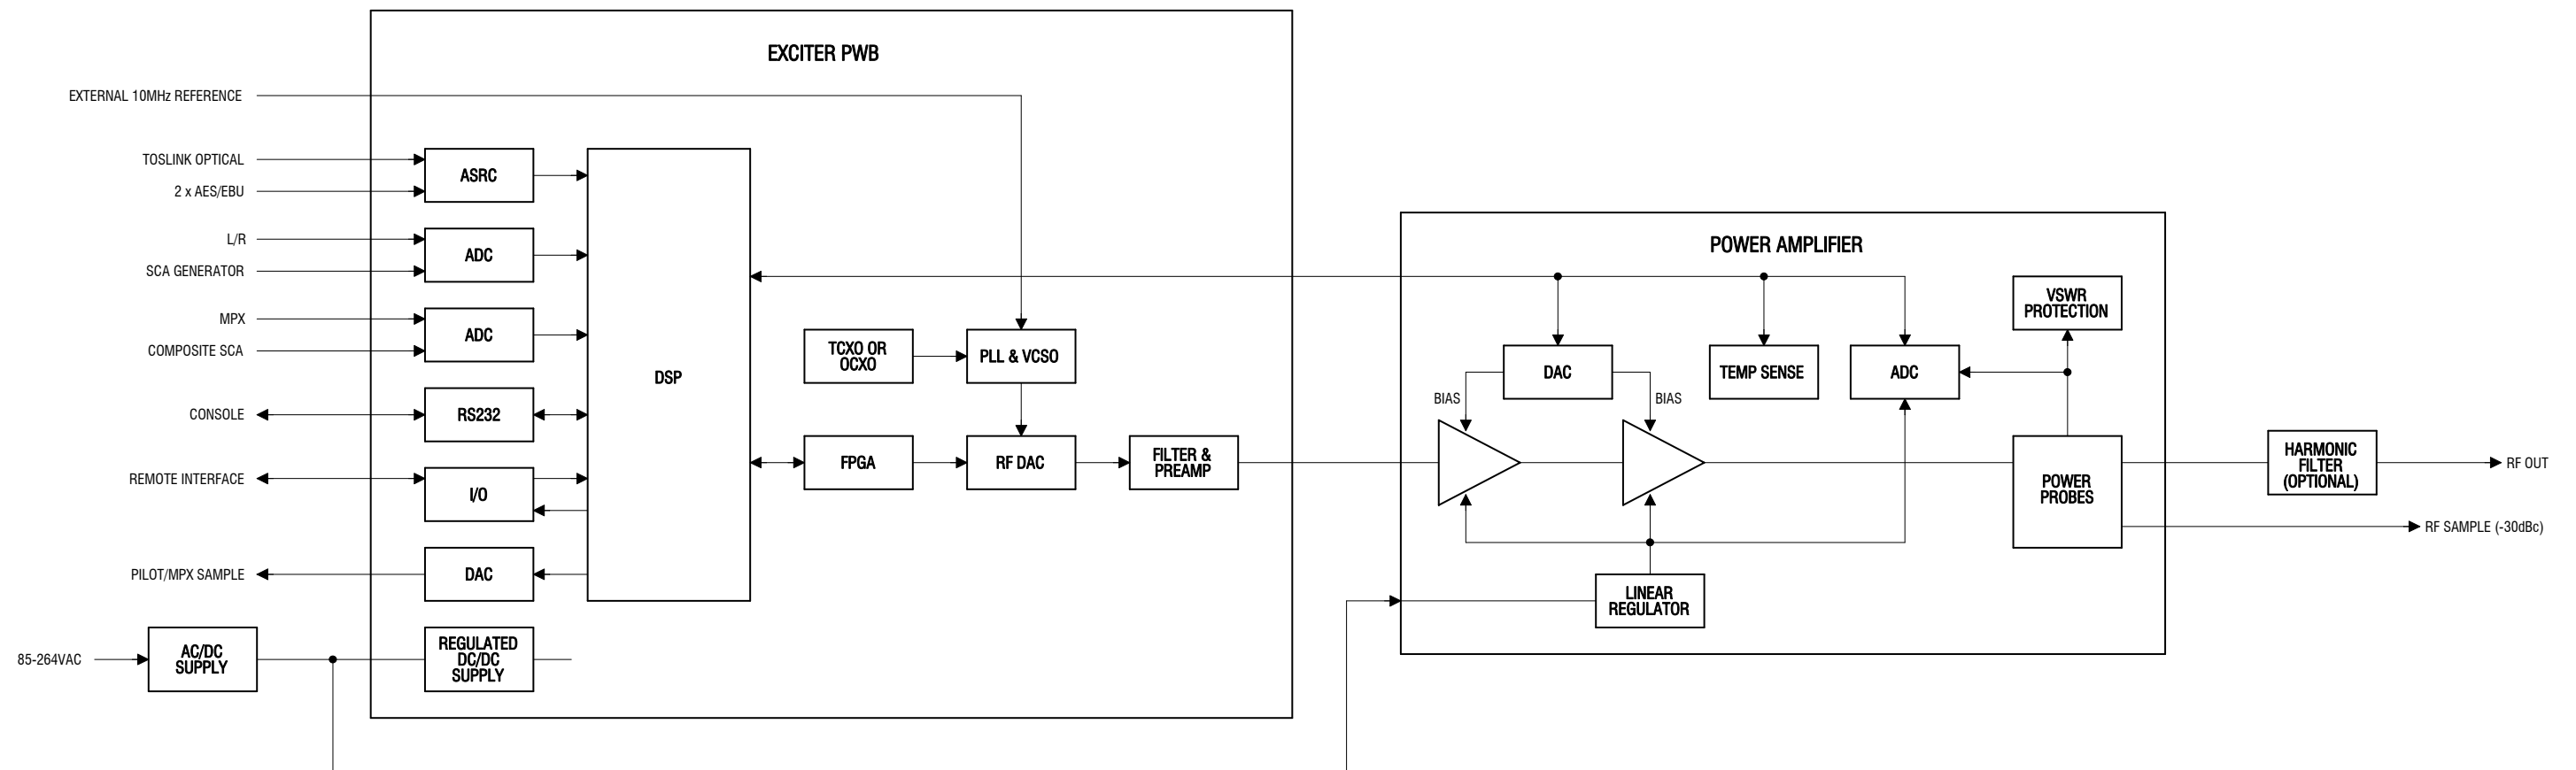 EXCITER PWB
EXTERNAL 10MHz REFERENCE
TOSLINK OPTICAL
2 x AES/EBU
ASRC
L/R
SCA GENERATOR
ADC
MPX
COMPOSITE SCA
ADC
CONSOLE
RS232
REMOTE INTERFACE
I/O
PILOT/MPX SAMPLE
DAC
85-264VAC
AC/DC
SUPPLY
REGULATED
DC/DC
SUPPLY
DSP
TCXO OR
OCXO
PLL & VCSO
FPGA
RF DAC
FILTER &
PREAMP
POWER AMPLIFIER
DAC
BIAS
BIAS
TEMP SENSE
ADC
VSWR
PROTECTION
LINEAR
REGULATOR
POWER
PROBES
HARMONIC
FILTER
(OPTIONAL)
RF OUT
RF SAMPLE (-30dBc)